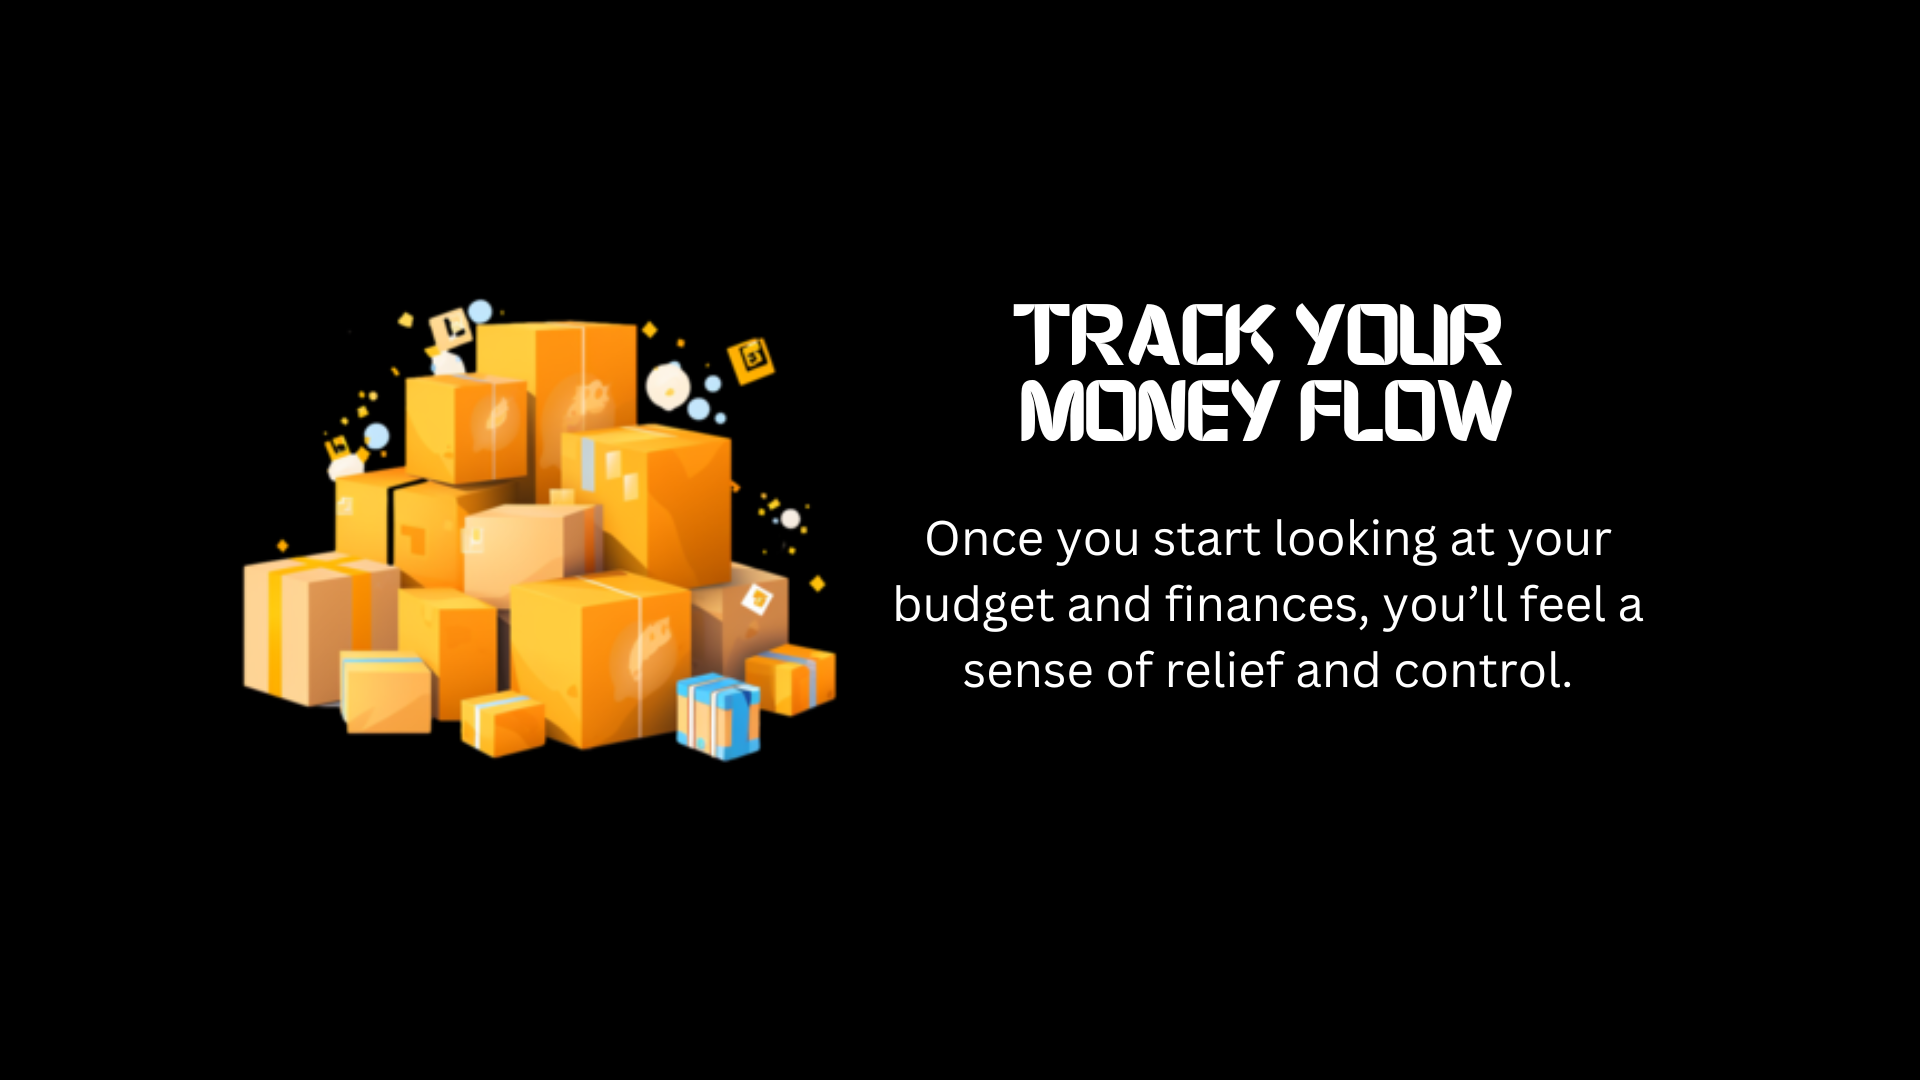 TRACK YOUR
MONEY FLOW
Once you start looking at your
budget and finances, you’ll feel a
sense of relief and control.